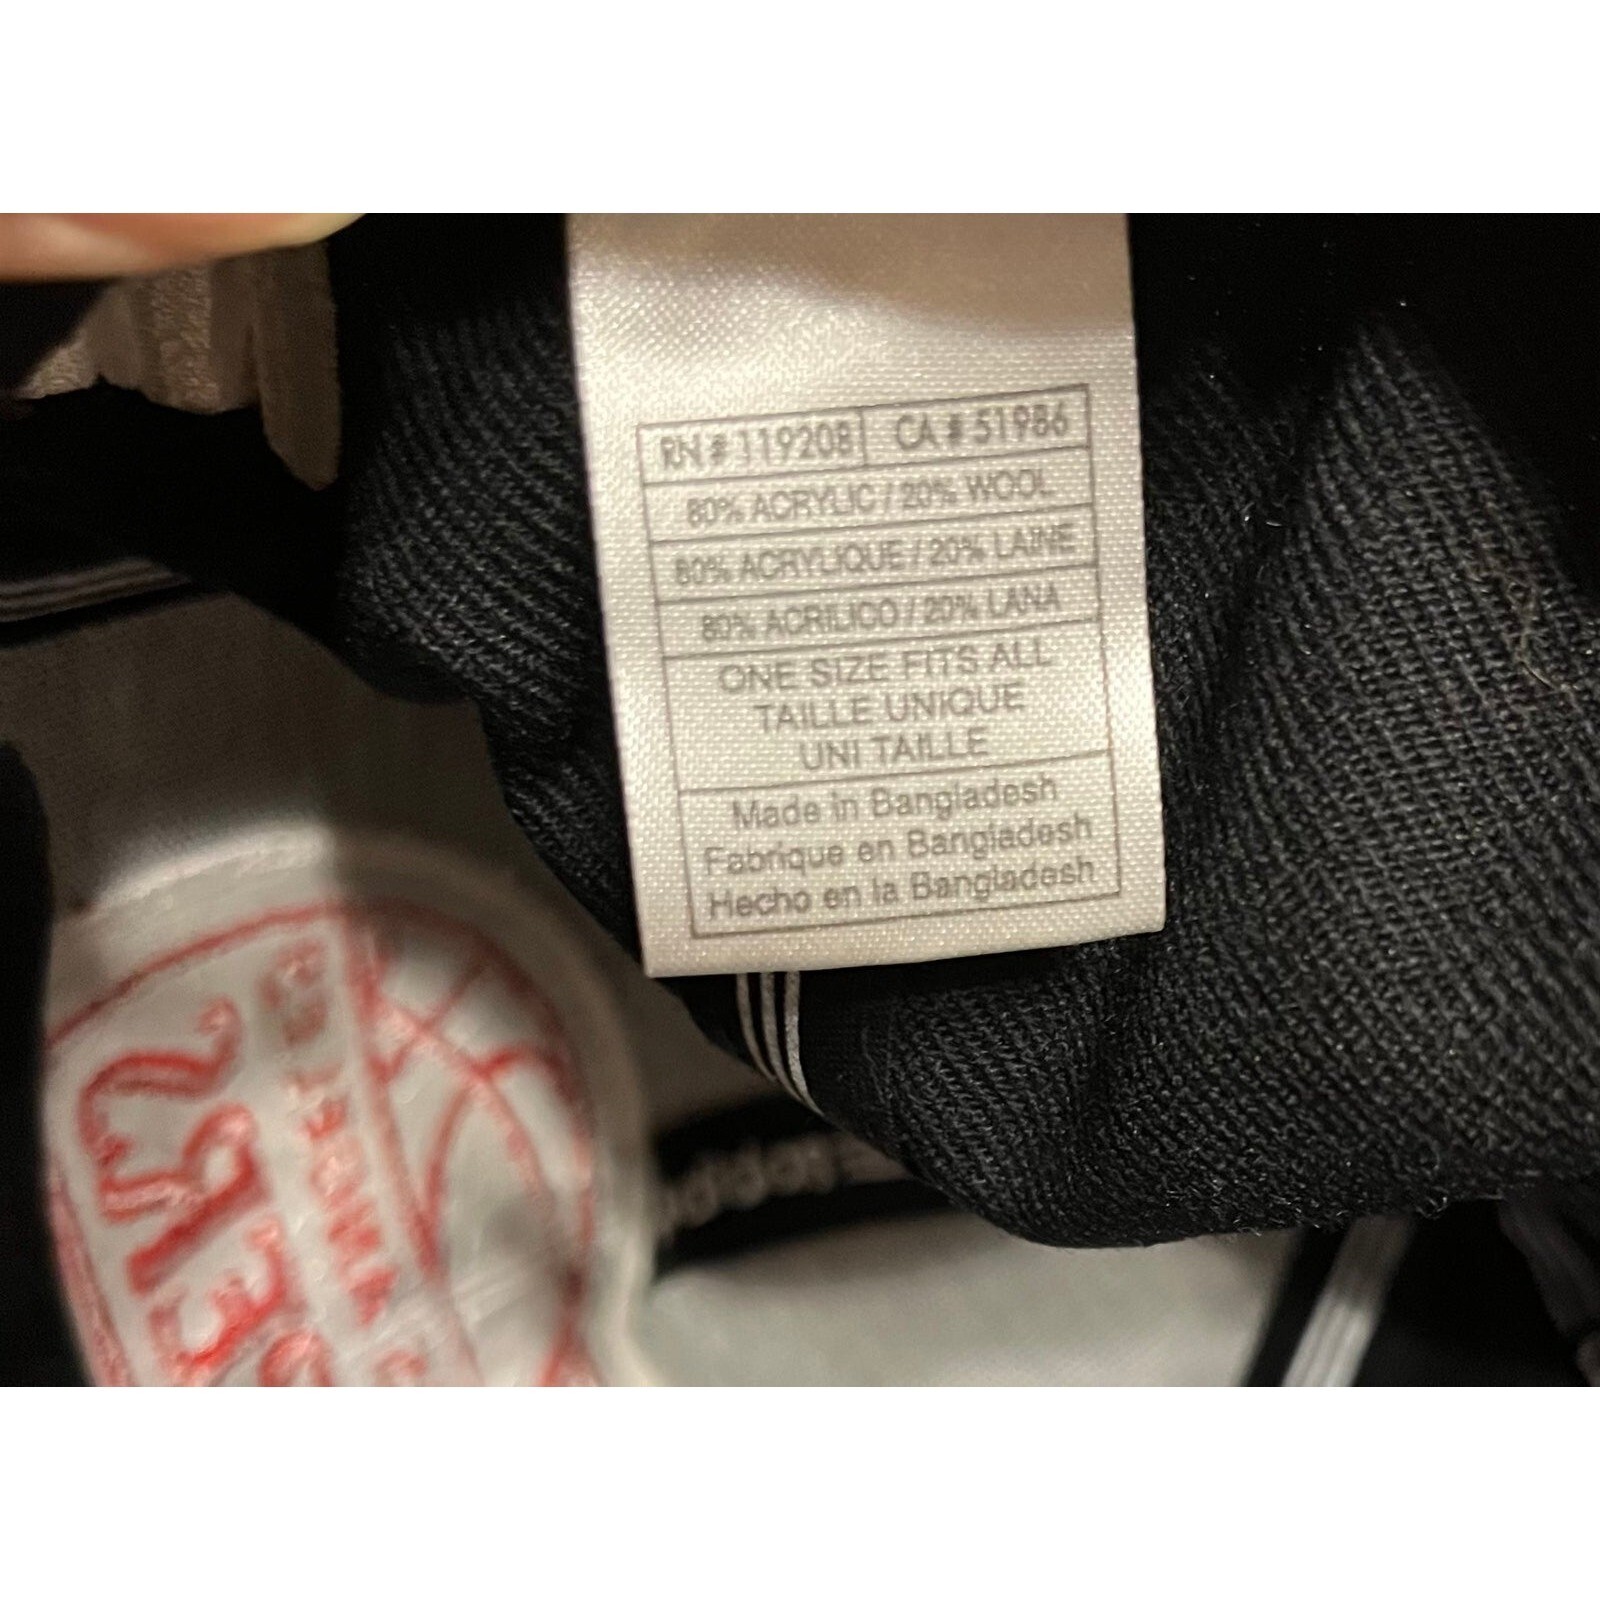 RN # 119208 CA # 51986
80% ACRYLIC / 20% WOOL
80% ACRYLIQUE / 20% LAINE
80% ACRILICO / 20% LANA
ONE SIZE FITS ALL
TAILLE UNIQUE
UNI TAILLE
Made in Bangladesh
Fabrique en Bangladesh
Hecho en la Bangladesh